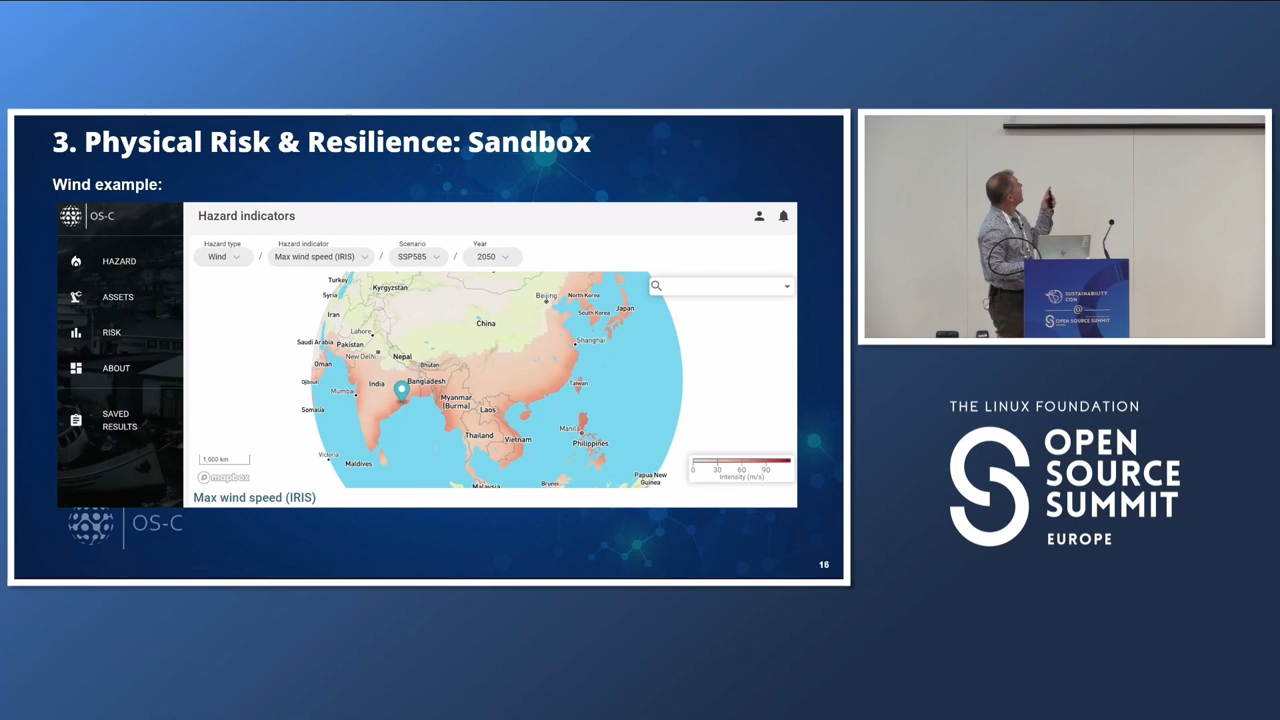 3. Physical Risk & Resilience: Sandbox
Wind example:
OS-C
HAZARD
ASSETS
RISK
ABOUT
SAVED
RESULTS
Hazard indicators
Hazard type
Hazard indicator
Scenario
Year
Wind / Max wind speed (IRIS) / SSP585 / 2050
Turkey
Kyrgyzstan
Beijing
North Korea
Syria
Japan
South Korea
Iran
China
Lahore
Saudi Arabia
Pakistan
Shanghai
New Delhi
Nepal
Oman
Bhutan
Djibouti
India
Bangladesh
Taiwan
Mumbai
Myanmar
(Burma)
Somalia
Laos
Manila
Thailand
Vietnam
Philippines
Victoria
Maldives
1,000 km
mapbox
Malaysia
Brunei
Papua New
Guinea
0 30 60 90
Intensity (m/s)
Max wind speed (IRIS)
OS-C
16
SUSTAINABILITY
CON
@
OPEN SOURCE SUMMIT
THE LINUX FOUNDATION
OPEN
SOURCE
SUMMIT
EUROPE